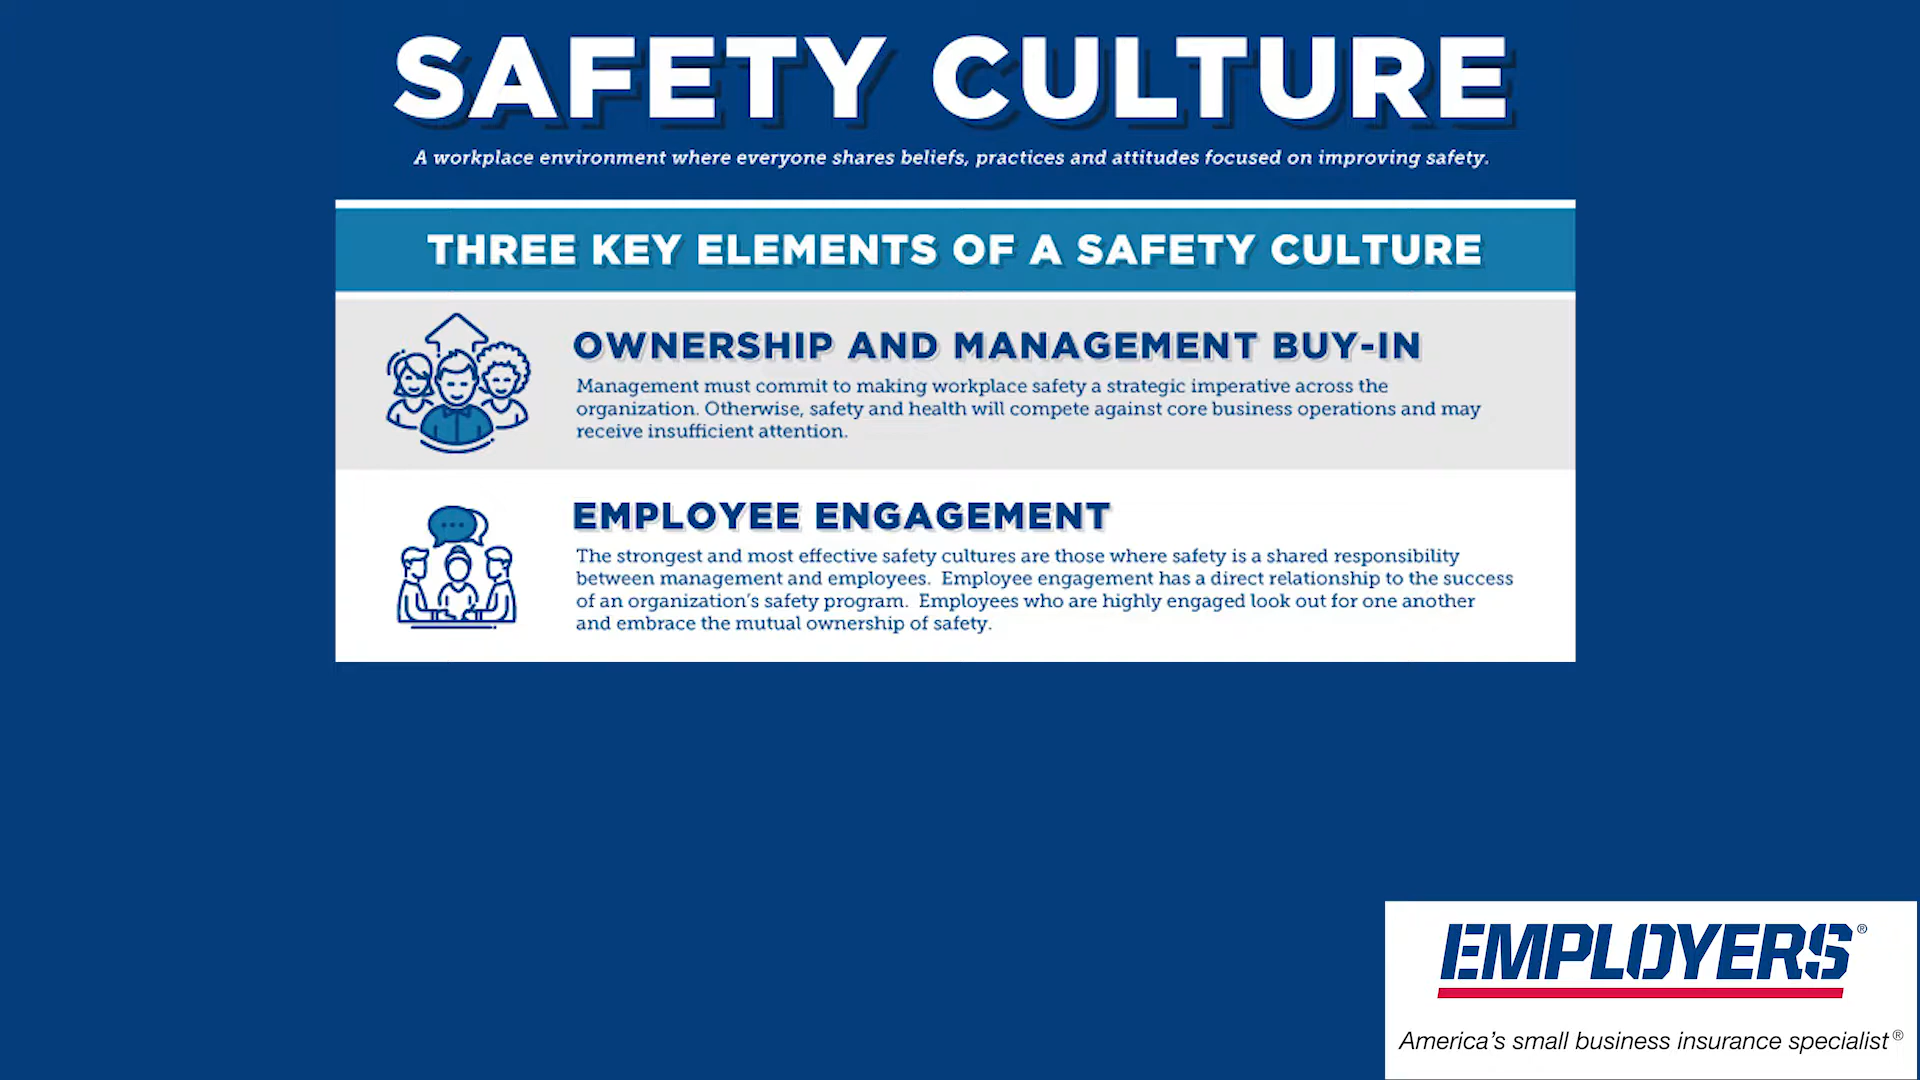 SAFETY CULTURE
A workplace environment where everyone shares beliefs, practices and attitudes focused on improving safety.
THREE KEY ELEMENTS OF A SAFETY CULTURE
OWNERSHIP AND MANAGEMENT BUY-IN
Management must commit to making workplace safety a strategic imperative across the
organization. Otherwise, safety and health will compete against core business operations and may
receive insufficient attention.
EMPLOYEE ENGAGEMENT
The strongest and most effective safety cultures are those where safety is a shared responsibility
between management and employees.  Employee engagement has a direct relationship to the success
of an organization’s safety program.  Employees who are highly engaged look out for one another
and embrace the mutual ownership of safety.
EMPLOYERS®
America’s small business insurance specialist®